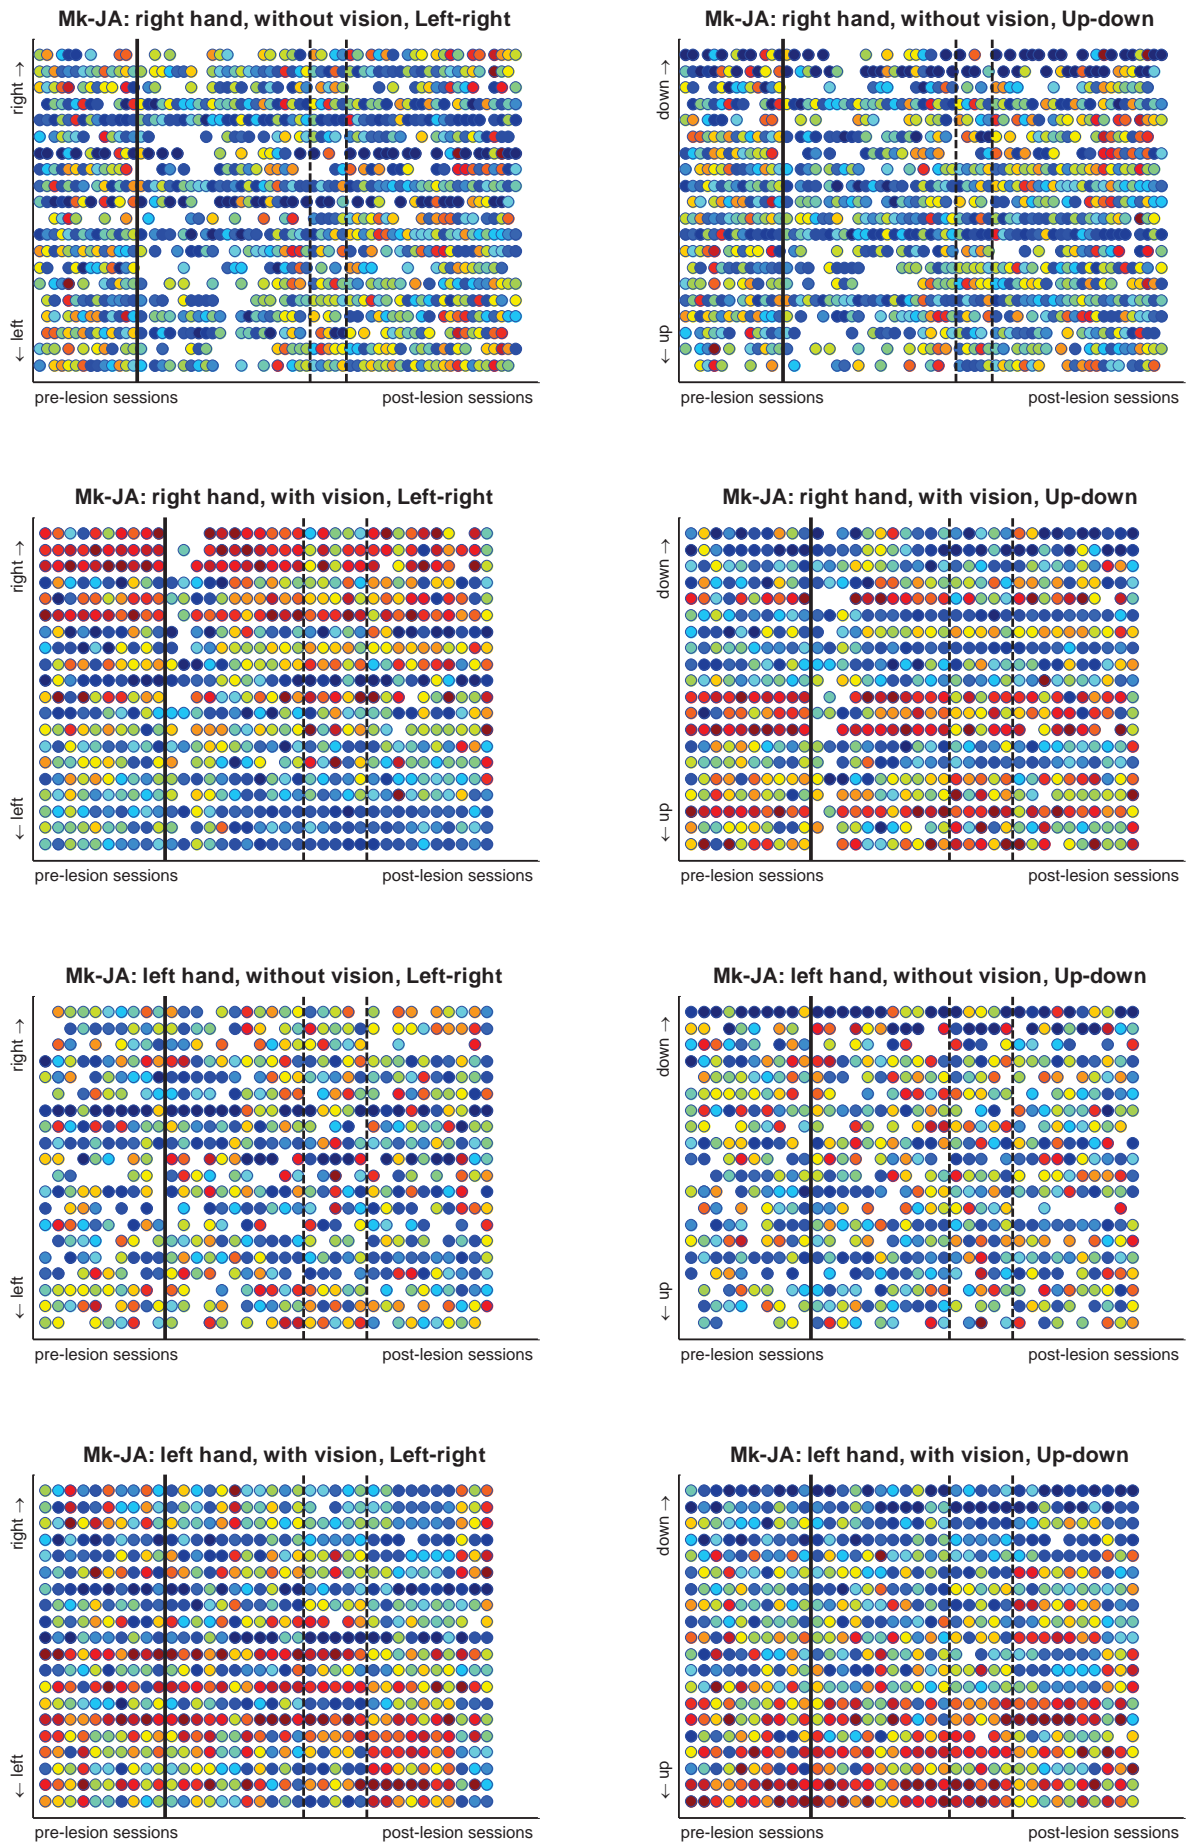 Mk-JA: right hand, without vision, Left-right
Mk-JA: right hand, without vision, Up-down
right →
← left
down →
← up
pre-lesion sessions
post-lesion sessions
pre-lesion sessions
post-lesion sessions
Mk-JA: right hand, with vision, Left-right
Mk-JA: right hand, with vision, Up-down
right →
← left
down →
← up
pre-lesion sessions
post-lesion sessions
pre-lesion sessions
post-lesion sessions
Mk-JA: left hand, without vision, Left-right
Mk-JA: left hand, without vision, Up-down
right →
← left
down →
← up
pre-lesion sessions
post-lesion sessions
pre-lesion sessions
post-lesion sessions
Mk-JA: left hand, with vision, Left-right
Mk-JA: left hand, with vision, Up-down
right →
← left
down →
← up
pre-lesion sessions
post-lesion sessions
pre-lesion sessions
post-lesion sessions